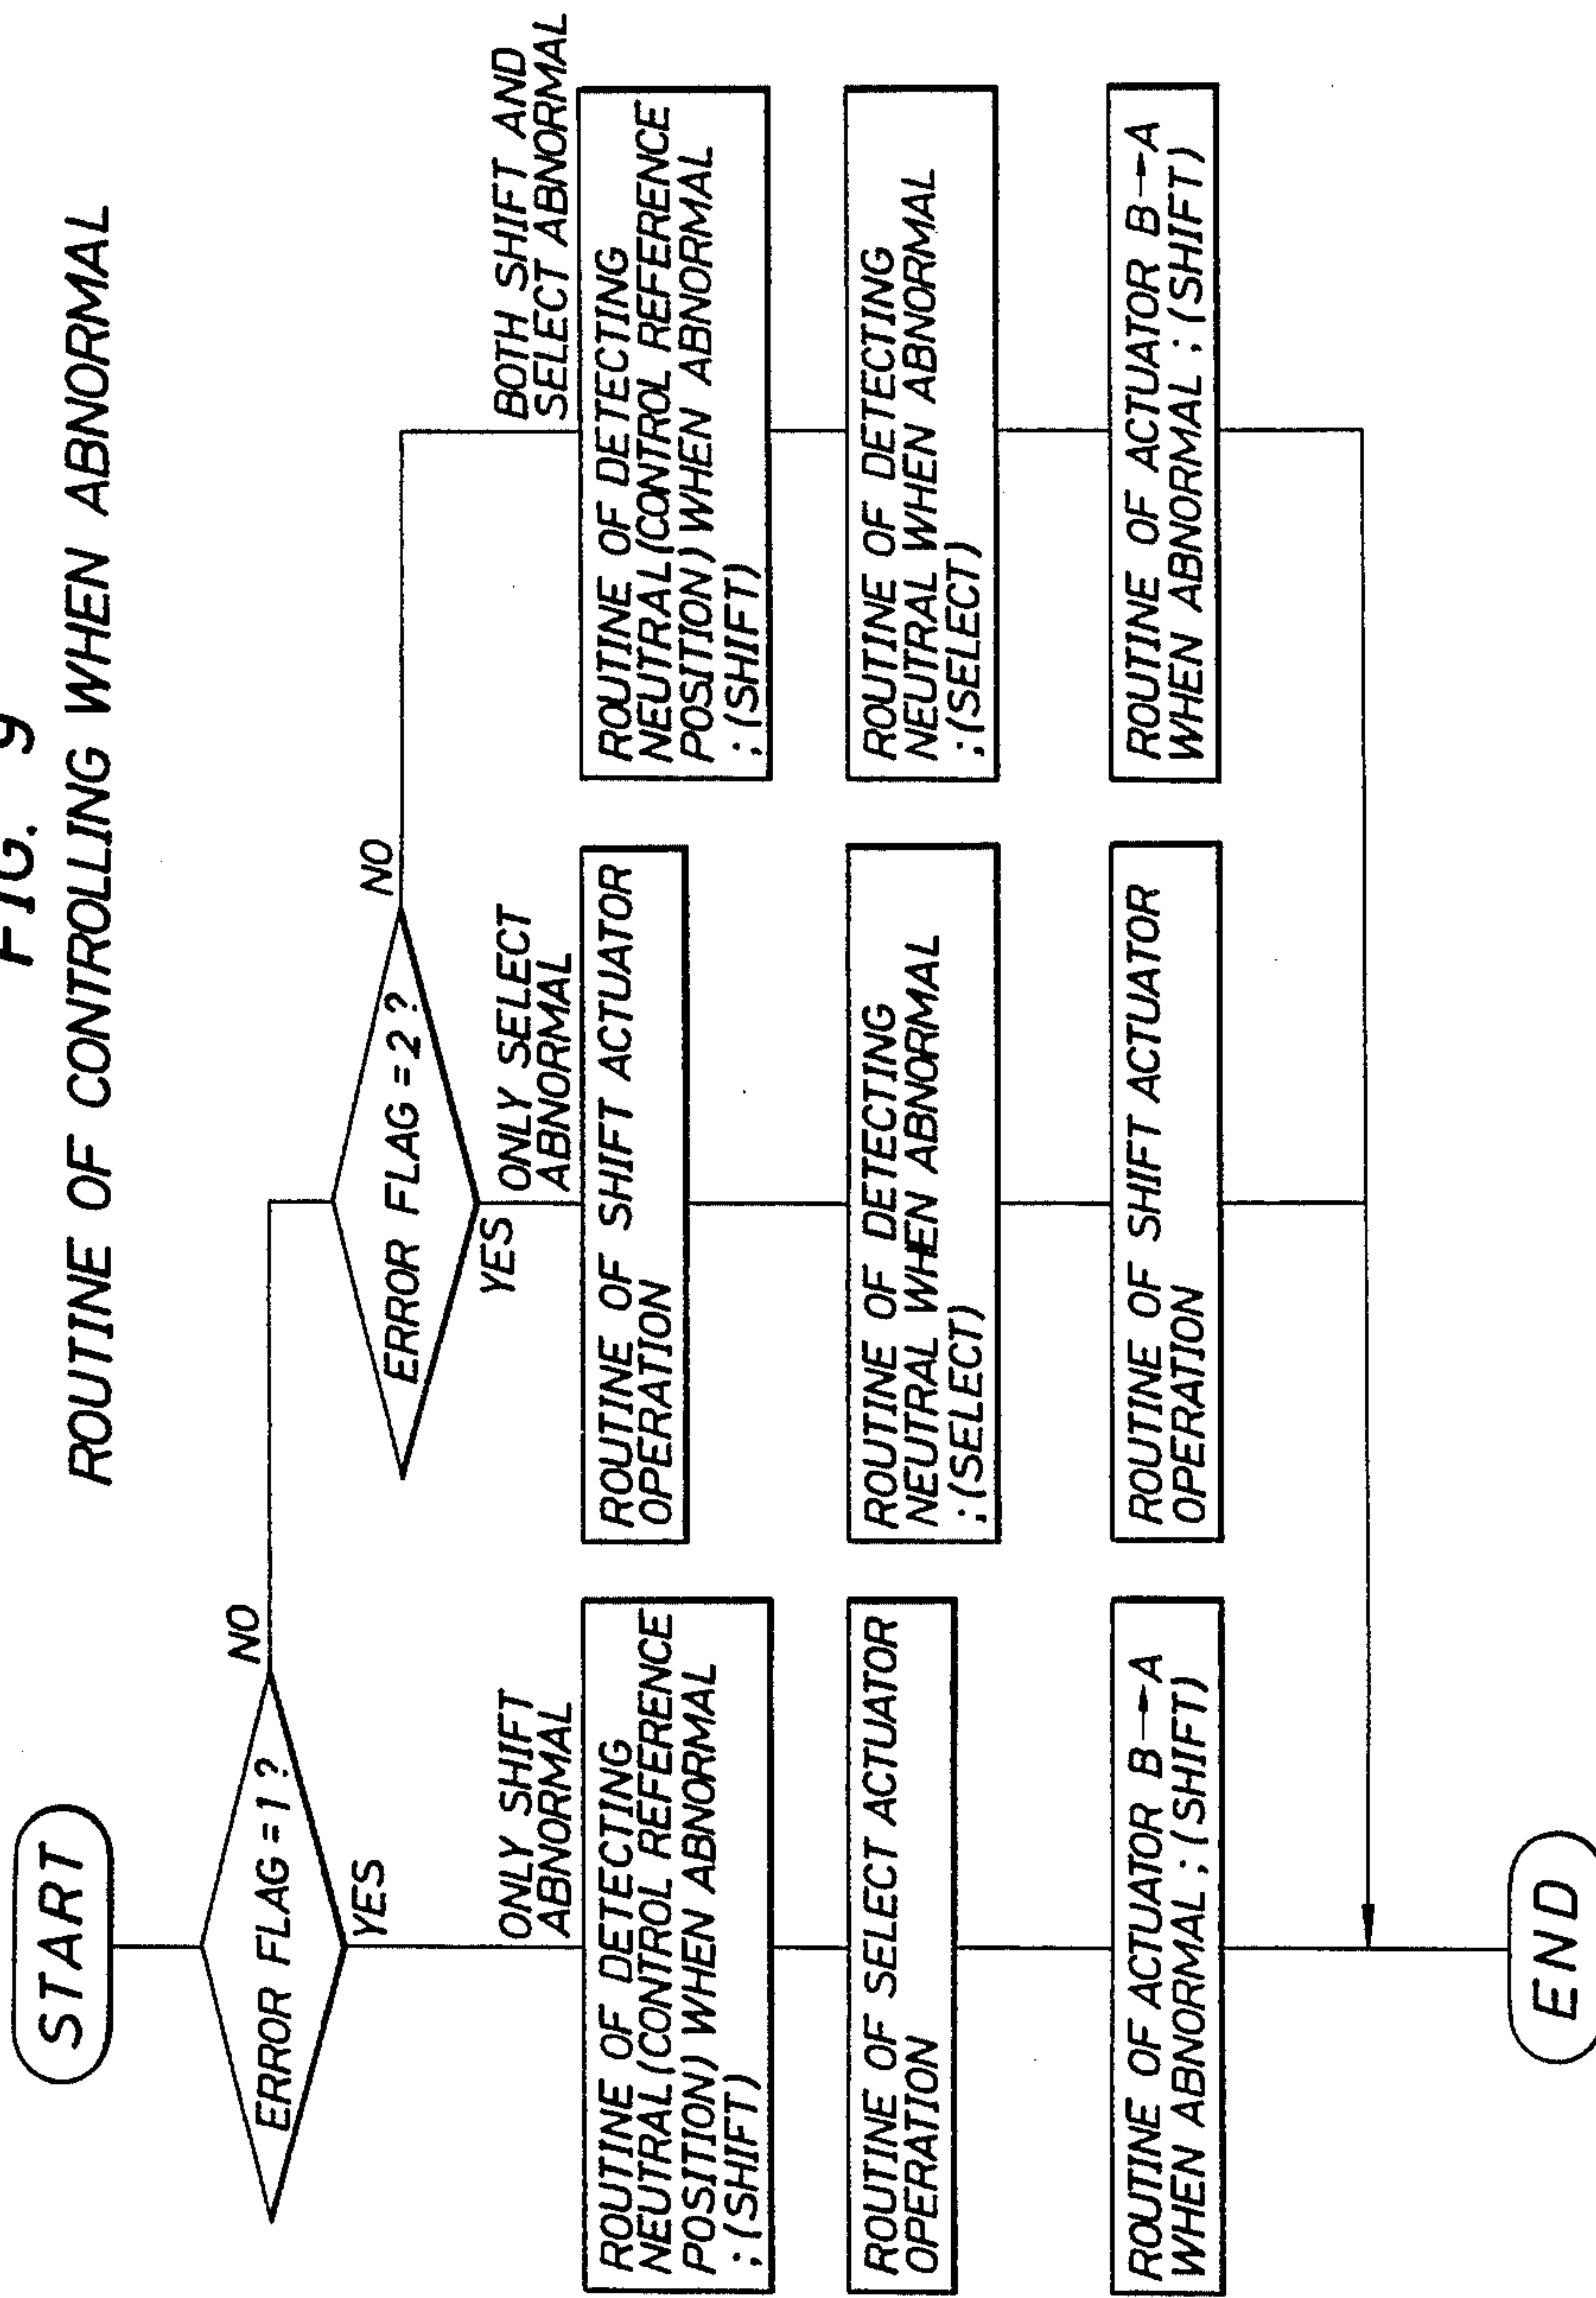 FIG. 9
ROUTINE OF CONTROLLING WHEN ABNORMAL
START
ERROR FLAG = 1 ?
NO
YES
ERROR FLAG = 2 ?
NO
YES
ONLY SHIFT
ABNORMAL
ROUTINE OF DETECTING
NEUTRAL (CONTROL REFERENCE
POSITION) WHEN ABNORMAL
; (SHIFT)
ROUTINE OF SELECT ACTUATOR
OPERATION
ROUTINE OF ACTUATOR B → A
WHEN ABNORMAL ; (SHIFT)
ONLY SELECT
ABNORMAL
ROUTINE OF SHIFT ACTUATOR
OPERATION
ROUTINE OF DETECTING
NEUTRAL WHEN ABNORMAL
; (SELECT)
ROUTINE OF SHIFT ACTUATOR
OPERATION
BOTH SHIFT AND
SELECT ABNORMAL
ROUTINE OF DETECTING
NEUTRAL (CONTROL REFERENCE
POSITION) WHEN ABNORMAL
; (SHIFT)
ROUTINE OF DETECTING
NEUTRAL WHEN ABNORMAL
; (SELECT)
ROUTINE OF ACTUATOR B → A
WHEN ABNORMAL ; (SHIFT)
END